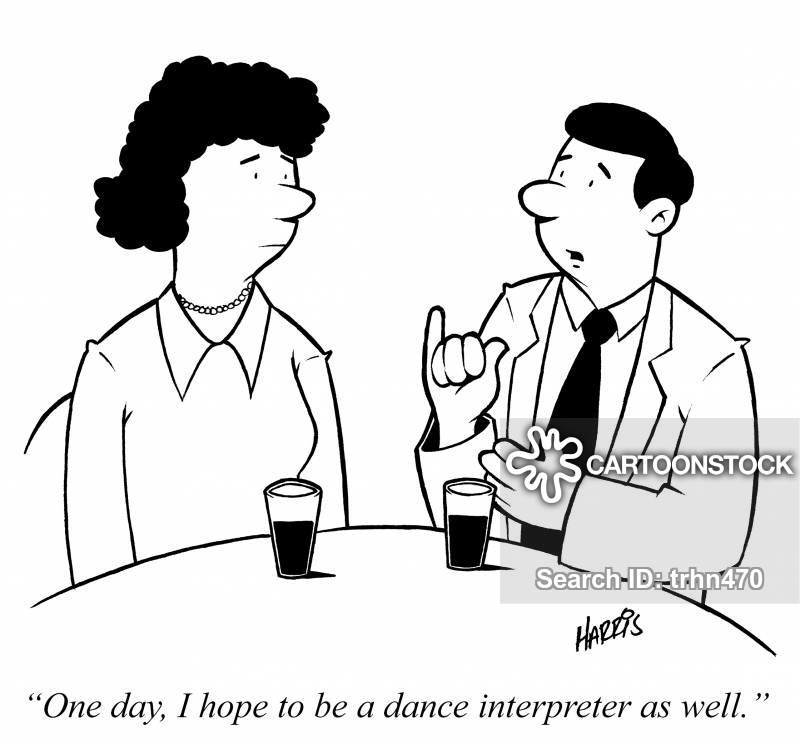 CARTOONSTOCK
Search ID: trhn470
HARRIS
“One day, I hope to be a dance interpreter as well.”